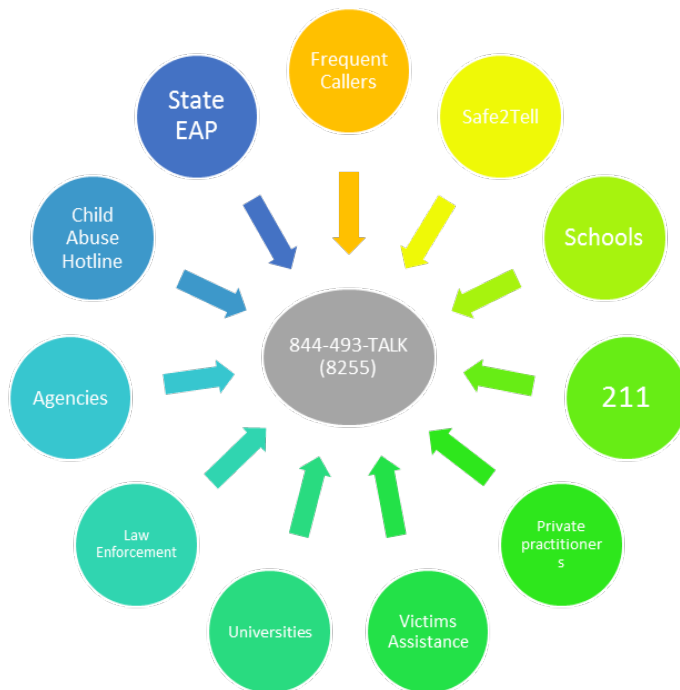 Frequent
Callers
Safe2Tell
Schools
211
Private
practitioner
s
Victims
Assistance
Universities
Law
Enforcement
Agencies
Child
Abuse
Hotline
State
EAP
844-493-TALK
(8255)